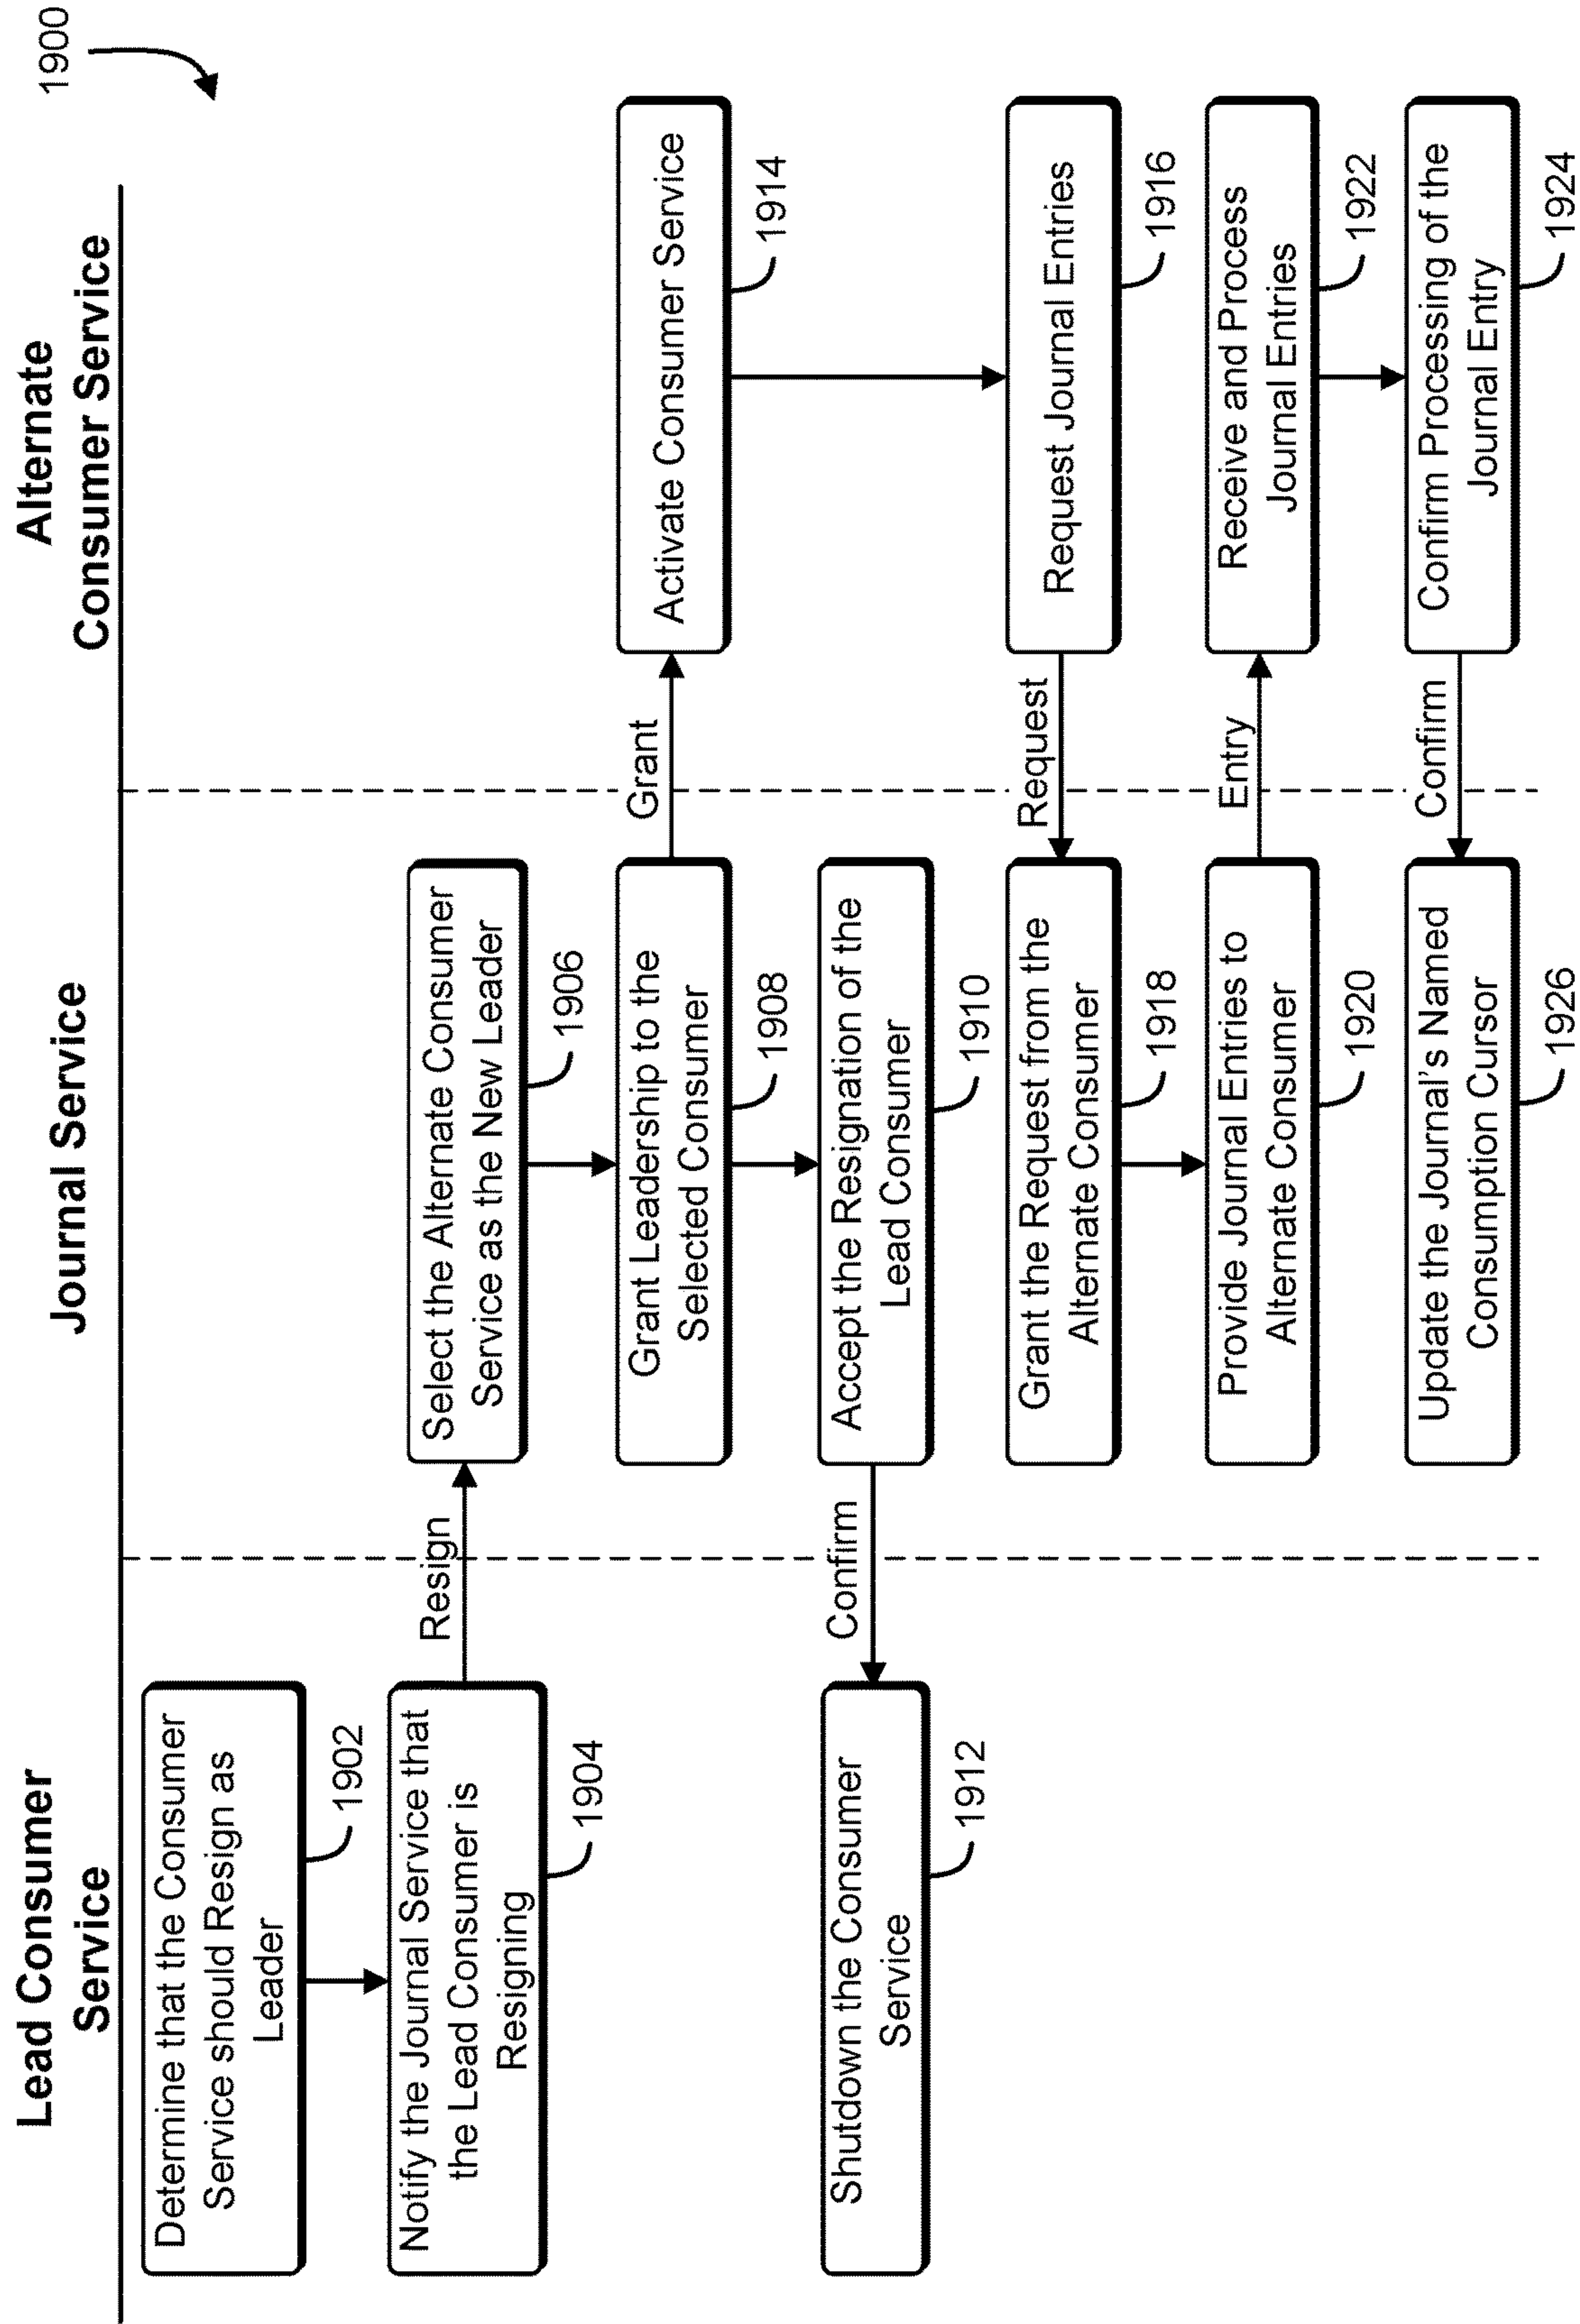 1900
Lead Consumer
Service
Journal Service
Alternate
Consumer Service
Determine that the Consumer
Service should Resign as
Leader
1902
Notify the Journal Service that
the Lead Consumer is
Resigning
1904
Resign
Select the Alternate Consumer
Service as the New Leader
1906
Grant Leadership to the
Selected Consumer
1908
Grant
Activate Consumer Service
1914
Accept the Resignation of the
Lead Consumer
1910
Confirm
Shutdown the Consumer
Service
1912
Request Journal Entries
1916
Request
Grant the Request from the
Alternate Consumer
1918
Provide Journal Entries to
Alternate Consumer
1920
Entry
Receive and Process
Journal Entries
1922
Confirm Processing of the
Journal Entry
1924
Confirm
Update the Journal's Named
Consumption Cursor
1926